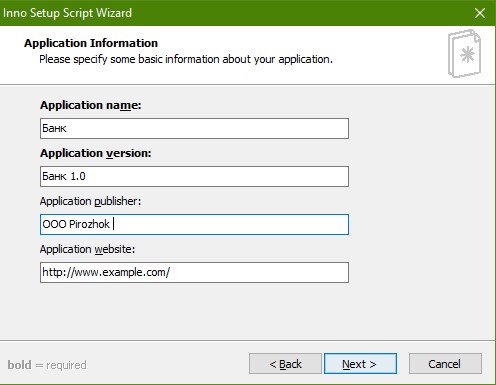 Inno Setup Script Wizard
Application Information
Please specify some basic information about your application.
Application name:
Банк
Application version:
Банк 1.0
Application publisher:
OOO Pirozhok
Application website:
http://www.example.com/
bold = required
< Back
Next >
Cancel